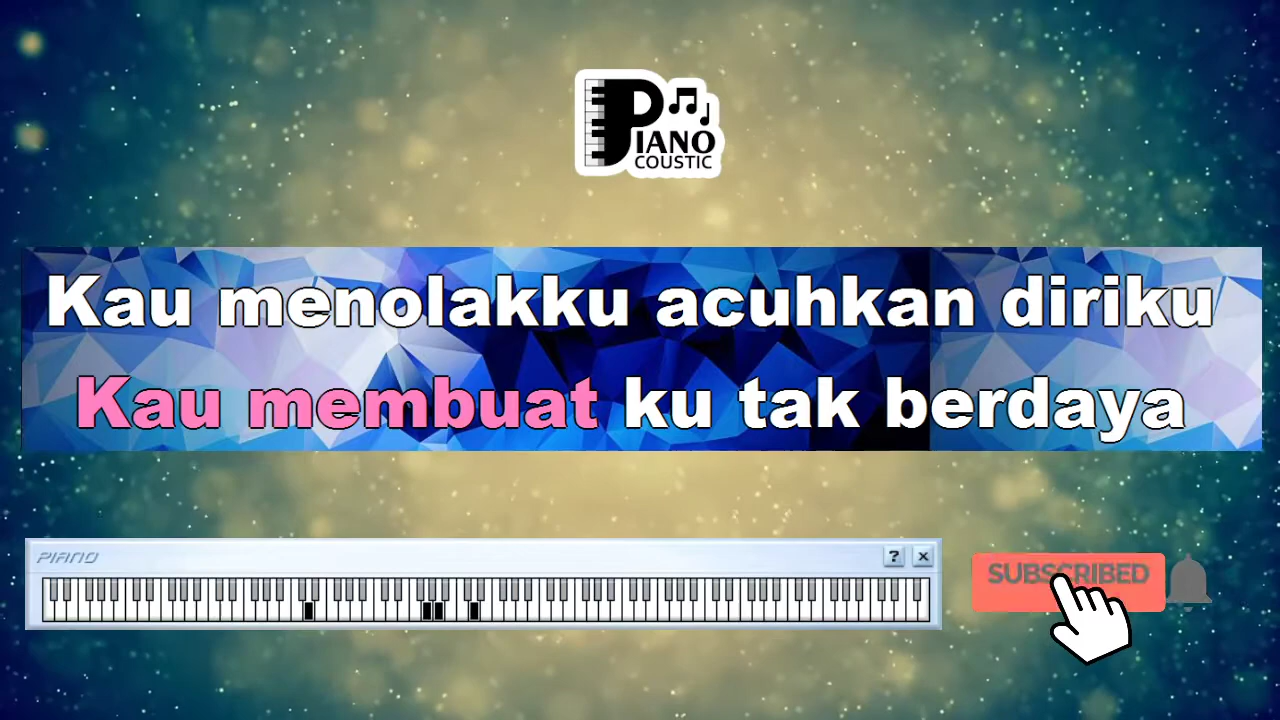 PIANO
COUSTIC
Kau menolakku acuhkan diriku
Kau membuat ku tak berdaya
PIANO
? ×
SUBSCRIBED